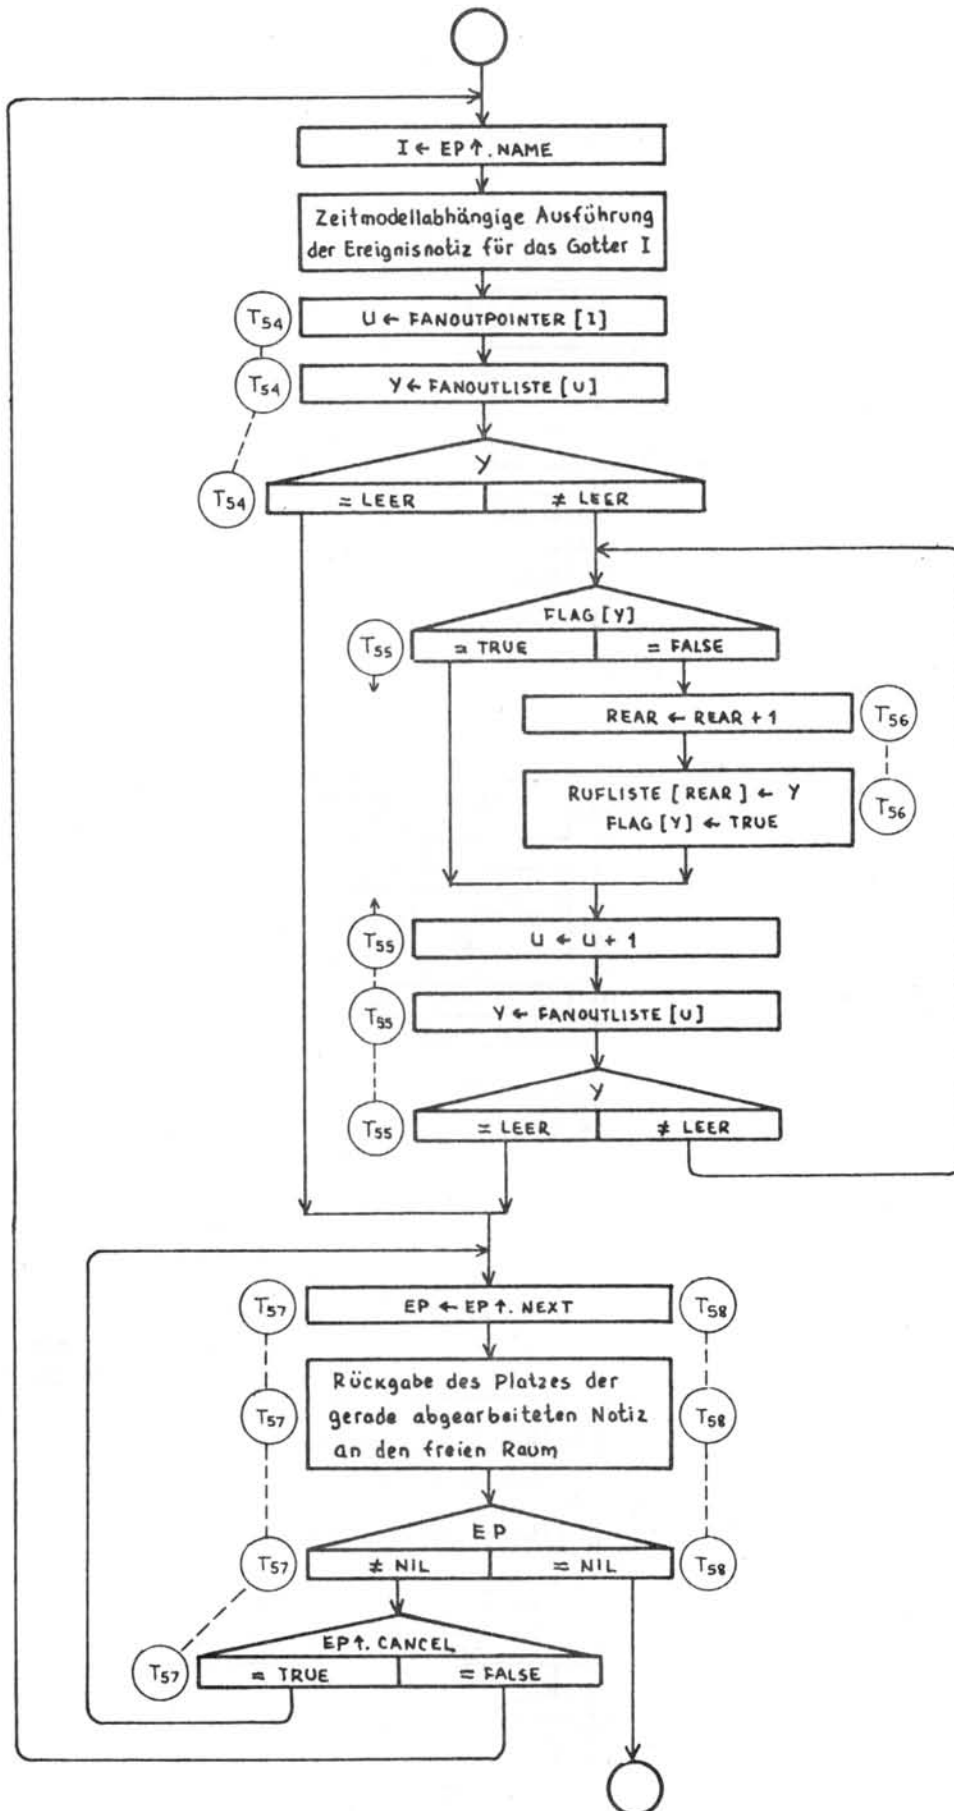 I ← EP↑.NAME
Zeitmodellabhängige Ausführung
der Ereignisnotiz für das Gatter I
T54
U ← FANOUTPOINTER [I]
T54
Y ← FANOUTLISTE [U]
Y
T54
= LEER
≠ LEER
FLAG [Y]
T55
= TRUE
= FALSE
REAR ← REAR + 1
T56
RUFLISTE [REAR] ← Y
FLAG [Y] ← TRUE
T56
T55
U ← U + 1
T55
Y ← FANOUTLISTE [U]
Y
T55
= LEER
≠ LEER
T57
EP ← EP↑.NEXT
T58
Rückgabe des Platzes der
gerade abgearbeiteten Notiz
an den freien Raum
T57
T58
EP
T57
≠ NIL
= NIL
T58
EP↑.CANCEL
T57
= TRUE
= FALSE